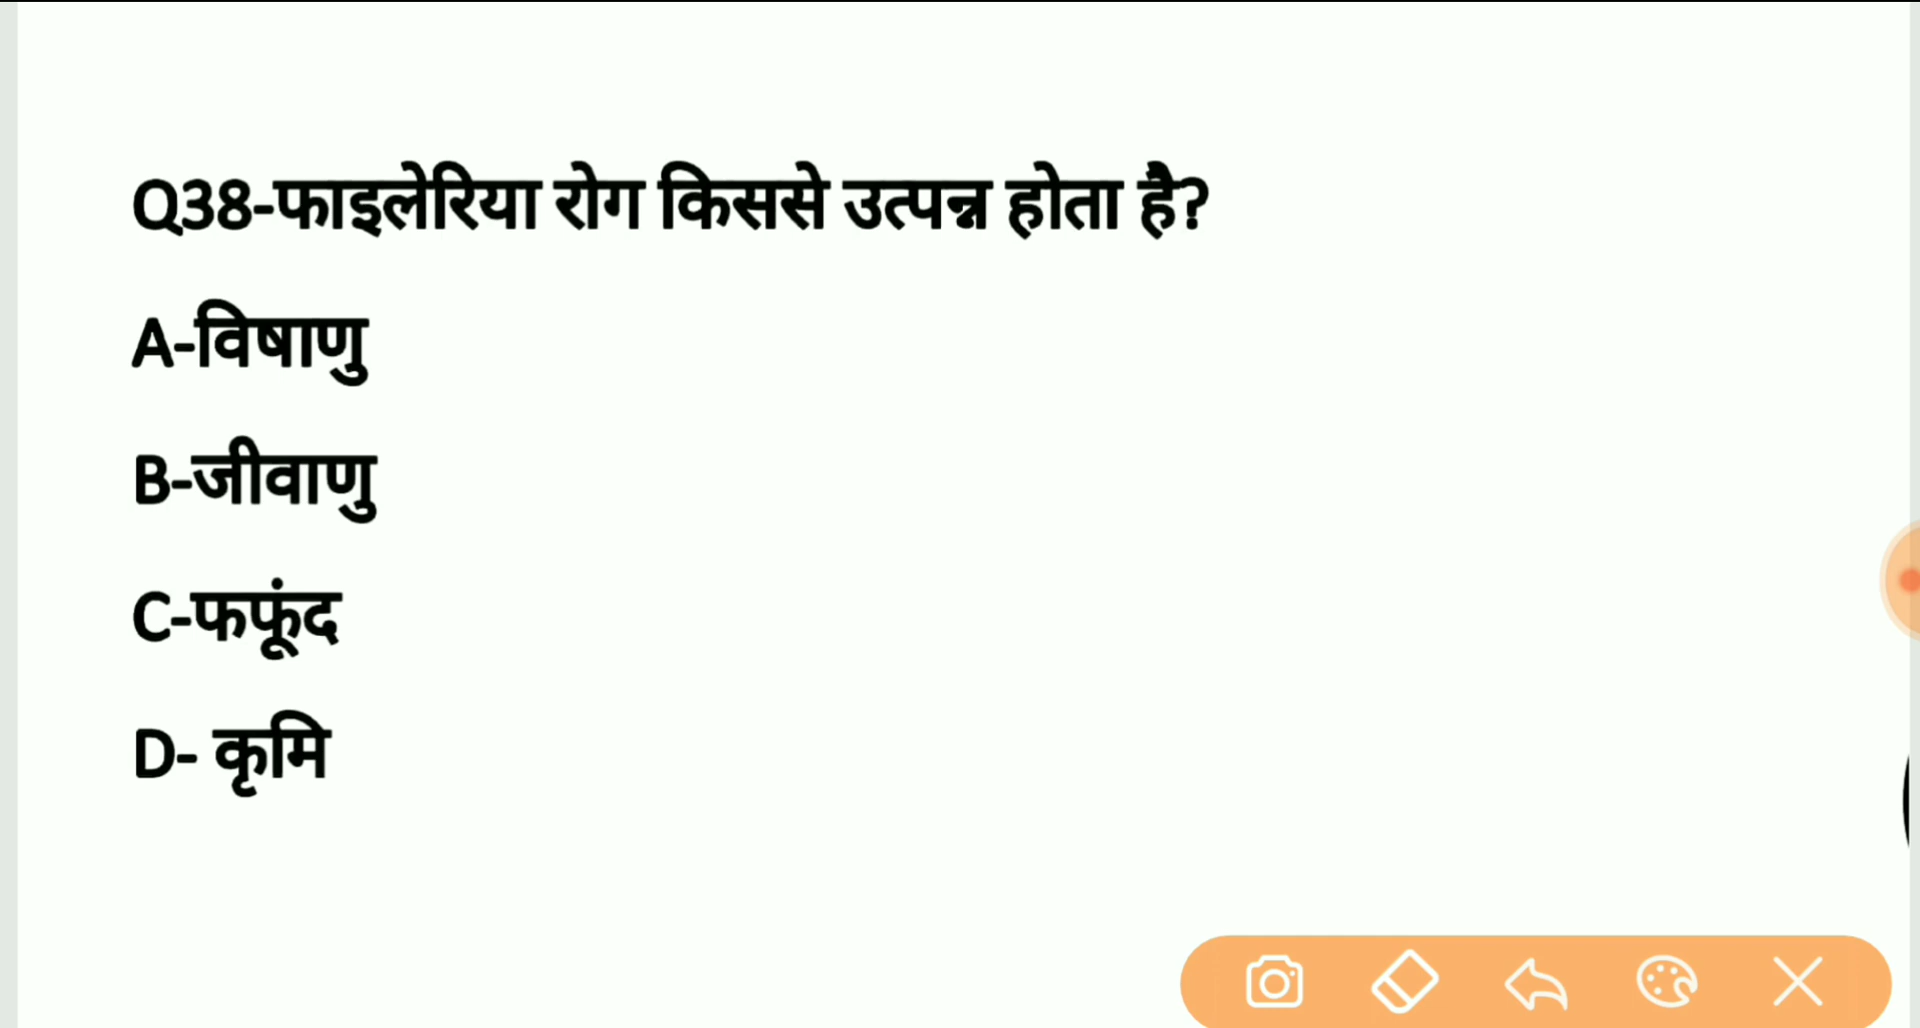 Q38-फाइलेरिया रोग किससे उत्पन्न होता है?
A-विषाणु
B-जीवाणु
C-फफूंद
D- कृमि